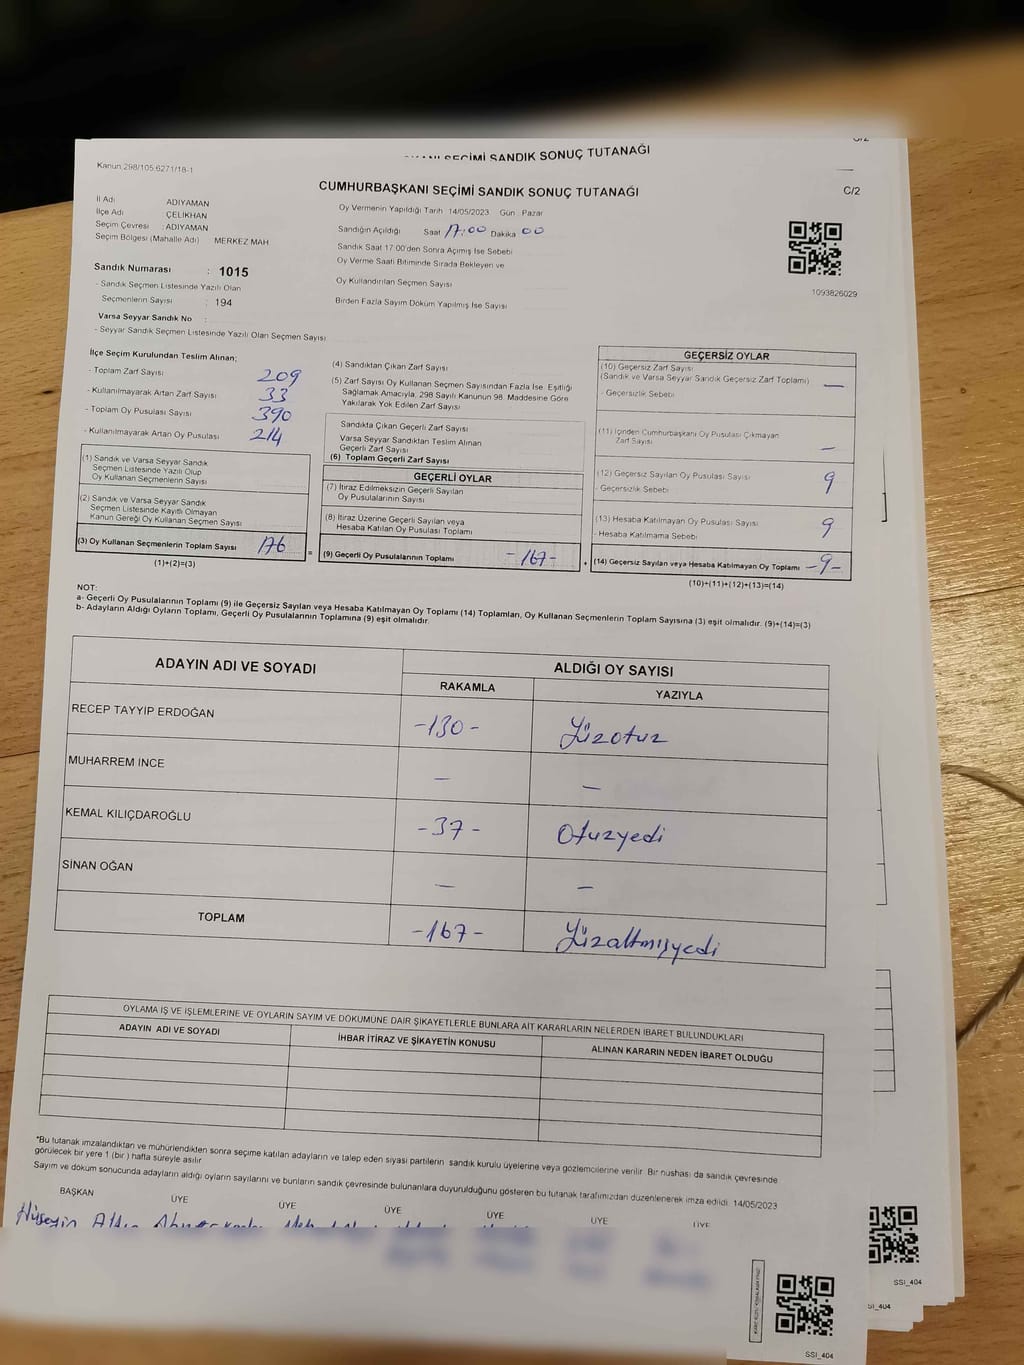 SEÇİMİ SANDIK SONUÇ TUTANAĞI
C/2
Kanun 298/105,6271/18-1
CUMHURBAŞKANI SEÇİMİ SANDIK SONUÇ TUTANAĞI
C/2
İl Adı ADIYAMAN
İlçe Adı ÇELİKHAN
Seçim Çevresi : ADIYAMAN
Seçim Bölgesi (Mahalle Adı) MERKEZ MAH
Sandık Numarası : 1015
- Sandık Seçmen Listesinde Yazılı Olan
Seçmenlerin Sayısı : 194
Varsa Seyyar Sandık No :
- Seyyar Sandık Seçmen Listesinde Yazılı Olan Seçmen Sayısı
Oy Vermenin Yapıldığı Tarih 14/05/2023 Gün : Pazar
Sandığın Açıldığı Saat 17:00 Dakika 00
Sandık Saat 17:00'den Sonra Açımış İse Sebebi
Oy Verme Saati Bitiminde Sırada Bekleyen ve
Oy Kullandırılan Seçmen Sayısı
Birden Fazla Sayım Döküm Yapılmış İse Sayısı
1093826029
İlçe Seçim Kurulundan Teslim Alınan;
- Toplam Zarf Sayısı 209
- Kullanılmayarak Artan Zarf Sayısı 33
- Toplam Oy Pusulası Sayısı 390
- Kullanılmayarak Artan Oy Pusulası 214
(1) Sandık ve Varsa Seyyar Sandık
Seçmen Listesinde Yazılı Olup
Oy Kullanan Seçmenlerin Sayısı
(2) Sandık ve Varsa Seyyar Sandık
Seçmen Listesinde Kayıtlı Olmayan
Kanun Gereği Oy Kullanan Seçmen Sayısı
(3) Oy Kullanan Seçmenlerin Toplam Sayısı 176
(1)+(2)=(3)
=
(4) Sandıktan Çıkan Zarf Sayısı
(5) Zarf Sayısı Oy Kullanan Seçmen Sayısından Fazla İse, Eşitliği
Sağlamak Amacıyla, 298 Sayılı Kanunun 98. Maddesine Göre
Yakılarak Yok Edilen Zarf Sayısı
Sandıkta Çıkan Geçerli Zarf Sayısı
Varsa Seyyar Sandıktan Teslim Alınan
Geçerli Zarf Sayısı
(6) Toplam Geçerli Zarf Sayısı
GEÇERLİ OYLAR
(7) İtiraz Edilmeksizin Geçerli Sayılan
Oy Pusulalarının Sayısı
(8) İtiraz Üzerine Geçerli Sayılan veya
Hesaba Katılan Oy Pusulası Toplamı
(9) Geçerli Oy Pusulalarının Toplamı -167-
+
GEÇERSİZ OYLAR
(10) Geçersiz Zarf Sayısı
(Sandık ve Varsa Seyyar Sandık Geçersiz Zarf Toplamı) —
- Geçersizlik Sebebi
(11) İçinden Cumhurbaşkanı Oy Pusulası Çıkmayan
Zarf Sayısı —
(12) Geçersiz Sayılan Oy Pusulası Sayısı 9
- Geçersizlik Sebebi
(13) Hesaba Katılmayan Oy Pusulası Sayısı 9
- Hesaba Katılmama Sebebi
(14) Geçersiz Sayılan veya Hesaba Katılmayan Oy Toplamı -9-
(10)+(11)+(12)+(13)=(14)
NOT:
a- Geçerli Oy Pusulalarının Toplamı (9) ile Geçersiz Sayılan veya Hesaba Katılmayan Oy Toplamı (14) Toplamları, Oy Kullanan Seçmenlerin Toplam Sayısına (3) eşit olmalıdır. (9)+(14)=(3)
b- Adayların Aldığı Oyların Toplamı, Geçerli Oy Pusulalarının Toplamına (9) eşit olmalıdır.
ADAYIN ADI VE SOYADI ALDIĞI OY SAYISI
RAKAMLA YAZIYLA
RECEP TAYYIP ERDOĞAN -130- Yüzotuz
MUHARREM İNCE — —
KEMAL KILIÇDAROĞLU -37- Otuzyedi
SİNAN OĞAN — —
TOPLAM -167- Yüzaltmışyedi
OYLAMA İŞ VE İŞLEMLERİNE VE OYLARIN SAYIM VE DÖKÜMÜNE DAİR ŞİKAYETLERLE BUNLARA AİT KARARLARIN NELERDEN İBARET BULUNDUKLARI
ADAYIN ADI VE SOYADI İHBAR İTİRAZ VE ŞİKAYETİN KONUSU ALINAN KARARIN NEDEN İBARET OLDUĞU
*Bu tutanak imzalandıktan ve mühürlendikten sonra seçime katılan adayların ve talep eden siyasi partilerin sandık kurulu üyelerine veya gözlemcilerine verilir. Bir nushası da sandık çevresinde
görülecek bir yere 1 (bir) hafta süreyle asılır
Sayım ve döküm sonucunda adayların aldığı oyların sayılarını ve bunların sandık çevresinde bulunanlara duyurulduğunu gösteren bu tutanak tarafımızdan düzenlenerek imza edildi. 14/05/2023
BAŞKAN ÜYE ÜYE ÜYE ÜYE ÜYE ÜYE
Hüseyin
SSİ_404
SSİ_404
SSİ_404